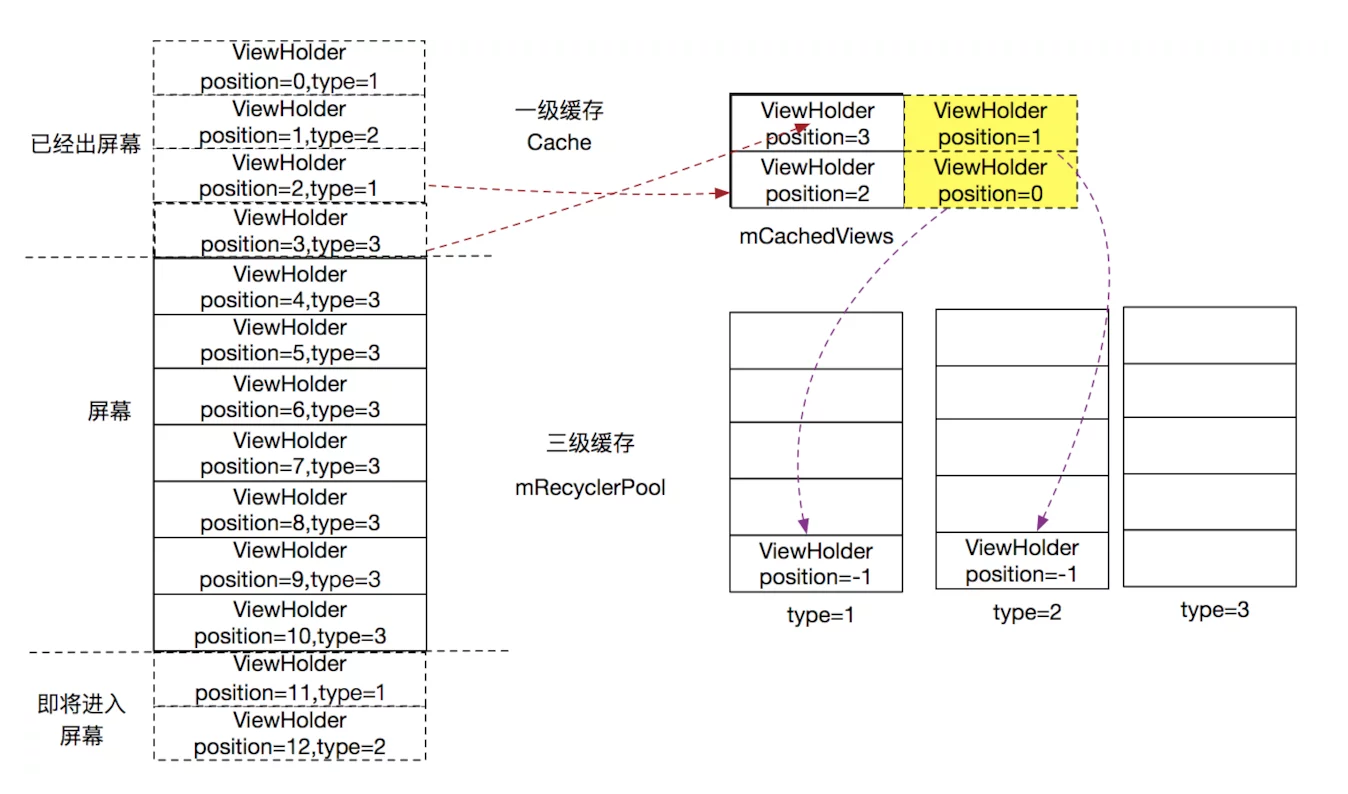 ViewHolder
position=0,type=1
ViewHolder
position=1,type=2
ViewHolder
position=2,type=1
ViewHolder
position=3,type=3
已经出屏幕
ViewHolder
position=4,type=3
ViewHolder
position=5,type=3
ViewHolder
position=6,type=3
ViewHolder
position=7,type=3
ViewHolder
position=8,type=3
ViewHolder
position=9,type=3
ViewHolder
position=10,type=3
屏幕
ViewHolder
position=11,type=1
ViewHolder
position=12,type=2
即将进入
屏幕
一级缓存
Cache
ViewHolder
position=3
ViewHolder
position=1
ViewHolder
position=2
ViewHolder
position=0
mCachedViews
三级缓存
mRecyclerPool
ViewHolder
position=-1
type=1
ViewHolder
position=-1
type=2
type=3